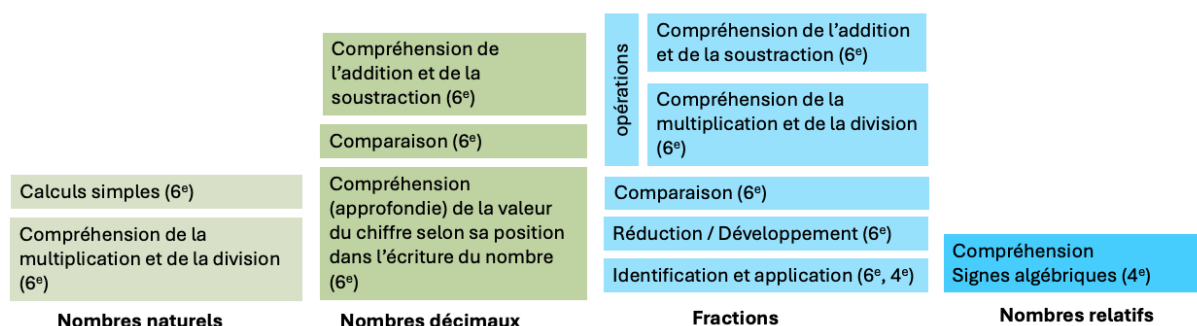 Calculs simples (6ᵉ)
Compréhension de la
multiplication et de la division
(6ᵉ)
Nombres naturels
Compréhension de
l’addition et de la
soustraction (6ᵉ)
Comparaison (6ᵉ)
Compréhension
(approfondie) de la valeur
du chiffre selon sa position
dans l’écriture du nombre
(6ᵉ)
Nombres décimaux
opérations
Compréhension de l’addition
et de la soustraction (6ᵉ)
Compréhension de la
multiplication et de la division
(6ᵉ)
Comparaison (6ᵉ)
Réduction / Développement (6ᵉ)
Identification et application (6ᵉ, 4ᵉ)
Fractions
Compréhension
Signes algébriques (4ᵉ)
Nombres relatifs